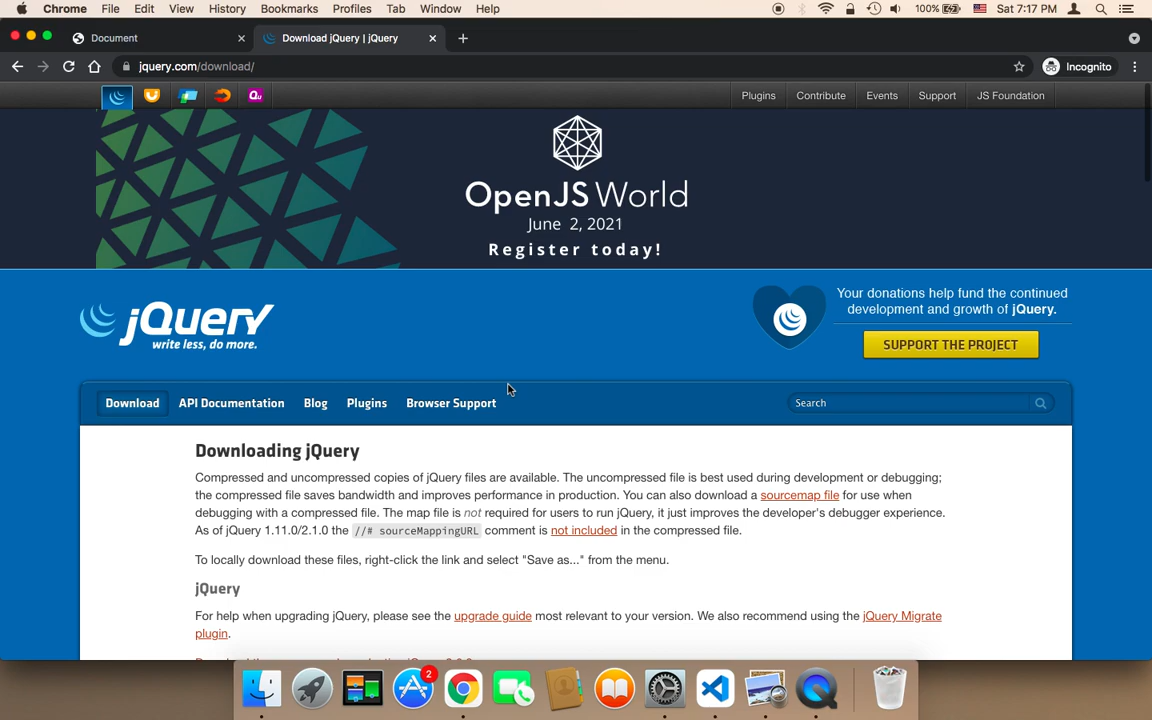 Chrome File Edit View History Bookmarks Profiles Tab Window Help 100% Sat 7:17 PM
Document Download jQuery | jQuery
jquery.com/download/ Incognito
Qu Plugins Contribute Events Support JS Foundation
OpenJS World
June 2, 2021
Register today!
jQuery
write less, do more.
Your donations help fund the continued
development and growth of jQuery.
SUPPORT THE PROJECT
Download API Documentation Blog Plugins Browser Support Search
Downloading jQuery
Compressed and uncompressed copies of jQuery files are available. The uncompressed file is best used during development or debugging;
the compressed file saves bandwidth and improves performance in production. You can also download a sourcemap file for use when
debugging with a compressed file. The map file is not required for users to run jQuery, it just improves the developer's debugger experience.
As of jQuery 1.11.0/2.1.0 the //# sourceMappingURL comment is not included in the compressed file.
To locally download these files, right-click the link and select "Save as..." from the menu.
jQuery
For help when upgrading jQuery, please see the upgrade guide most relevant to your version. We also recommend using the jQuery Migrate
plugin.
2